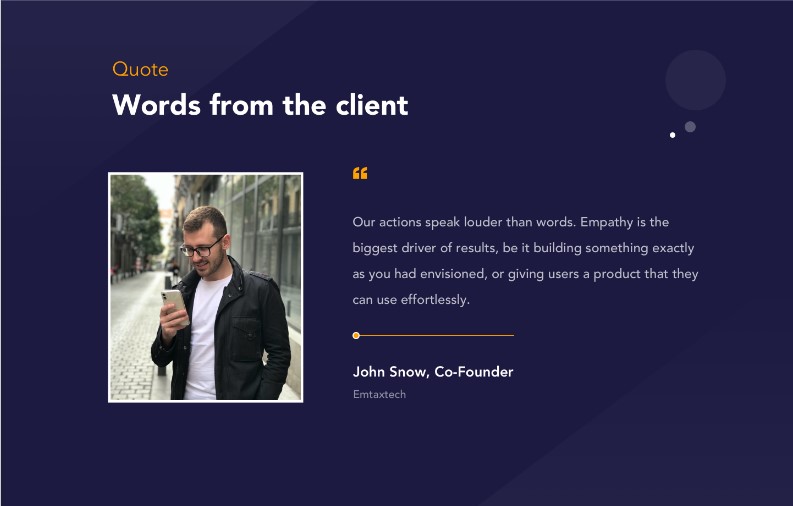 Quote
Words from the client
“
Our actions speak louder than words. Empathy is the
biggest driver of results, be it building something exactly
as you had envisioned, or giving users a product that they
can use effortlessly.
John Snow, Co-Founder
Emtaxtech